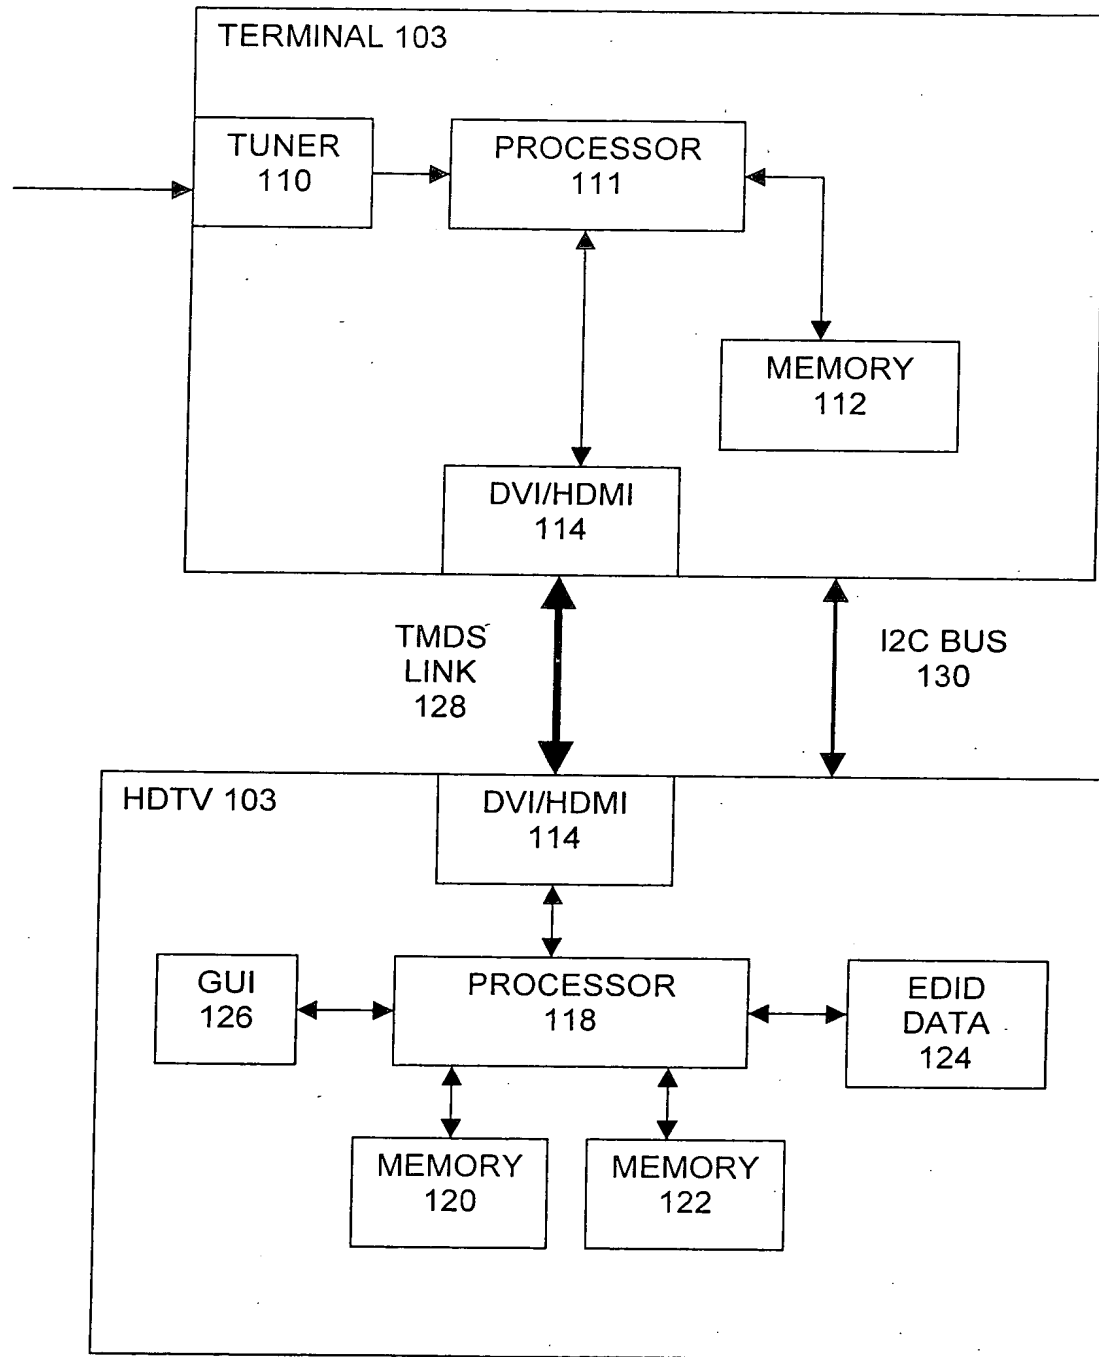 TERMINAL 103
TUNER
110
PROCESSOR
111
MEMORY
112
DVI/HDMI
114
TMDS
LINK
128
I2C BUS
130
HDTV 103
DVI/HDMI
114
GUI
126
PROCESSOR
118
EDID
DATA
124
MEMORY
120
MEMORY
122